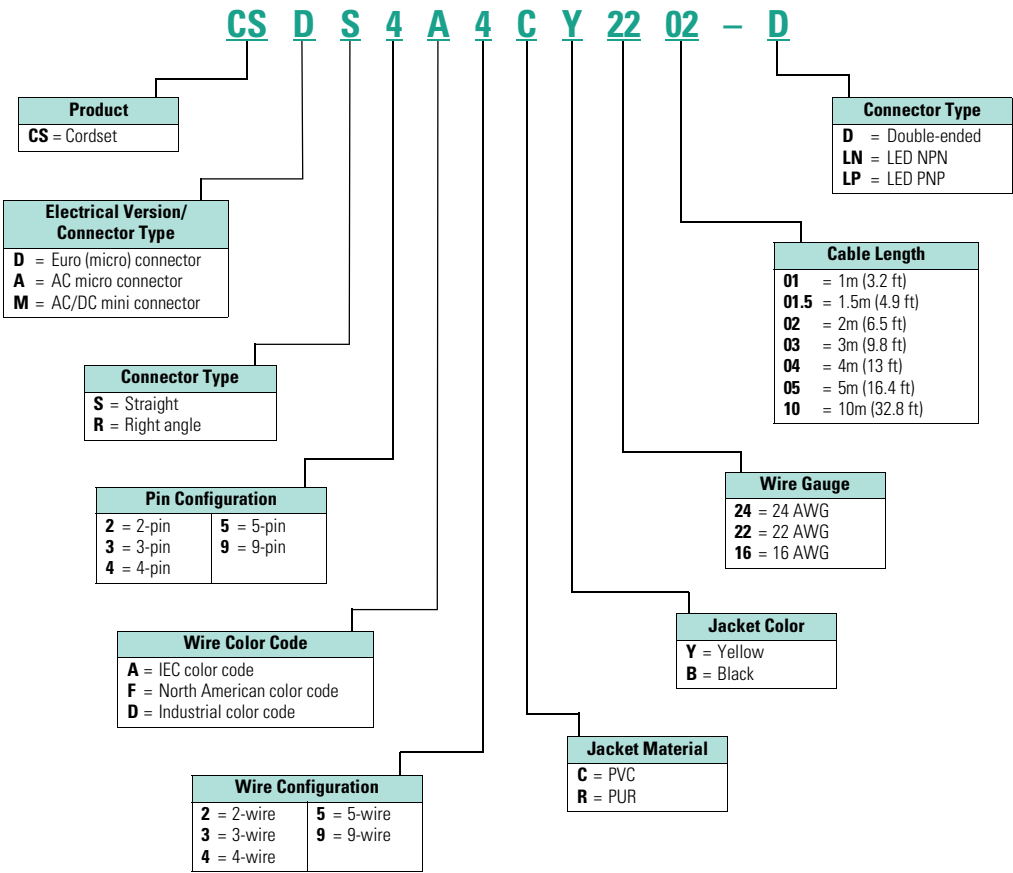 CS D S 4 A 4 C Y 22 02 – D
Product
CS = Cordset
Electrical Version/
Connector Type
D = Euro (micro) connector
A = AC micro connector
M = AC/DC mini connector
Connector Type
S = Straight
R = Right angle
Pin Configuration
2 = 2-pin
3 = 3-pin
4 = 4-pin
5 = 5-pin
9 = 9-pin
Wire Color Code
A = IEC color code
F = North American color code
D = Industrial color code
Wire Configuration
2 = 2-wire
3 = 3-wire
4 = 4-wire
5 = 5-wire
9 = 9-wire
Connector Type
D = Double-ended
LN = LED NPN
LP = LED PNP
Cable Length
01 = 1m (3.2 ft)
01.5 = 1.5m (4.9 ft)
02 = 2m (6.5 ft)
03 = 3m (9.8 ft)
04 = 4m (13 ft)
05 = 5m (16.4 ft)
10 = 10m (32.8 ft)
Wire Gauge
24 = 24 AWG
22 = 22 AWG
16 = 16 AWG
Jacket Color
Y = Yellow
B = Black
Jacket Material
C = PVC
R = PUR